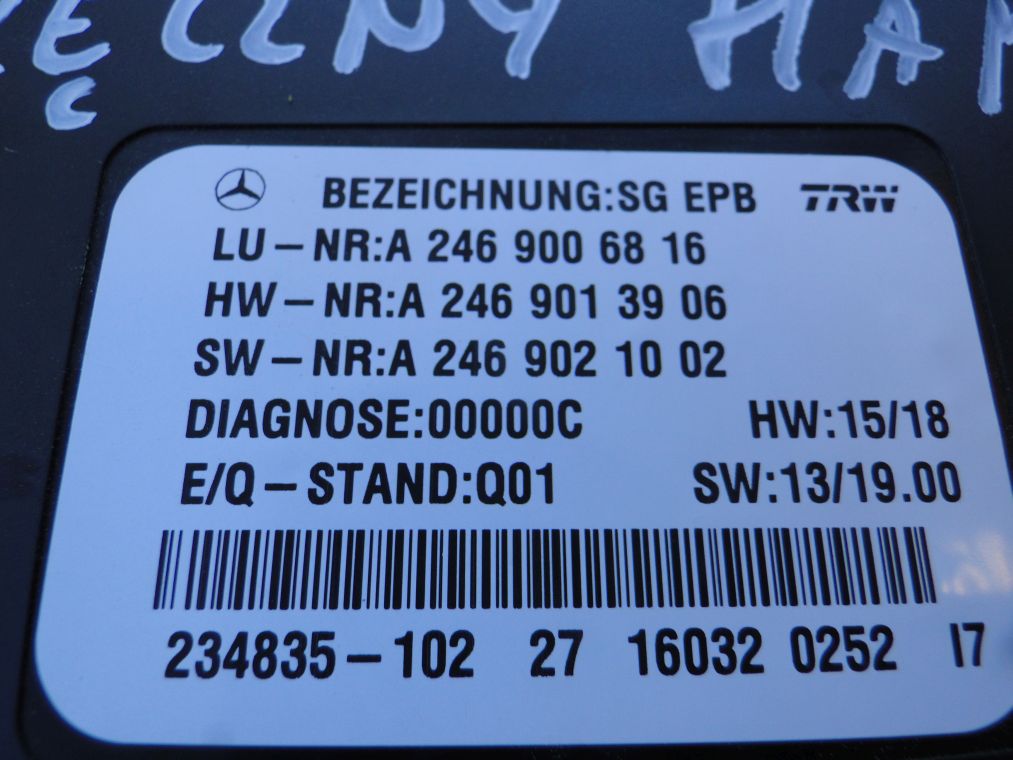 RĘCZNY HAM
BEZEICHNUNG:SG EPB TRW
LU-NR:A 246 900 68 16
HW-NR:A 246 901 39 06
SW-NR:A 246 902 10 02
DIAGNOSE:00000C HW:15/18
E/Q-STAND:Q01 SW:13/19.00
234835-102 27 16032 0252 I7